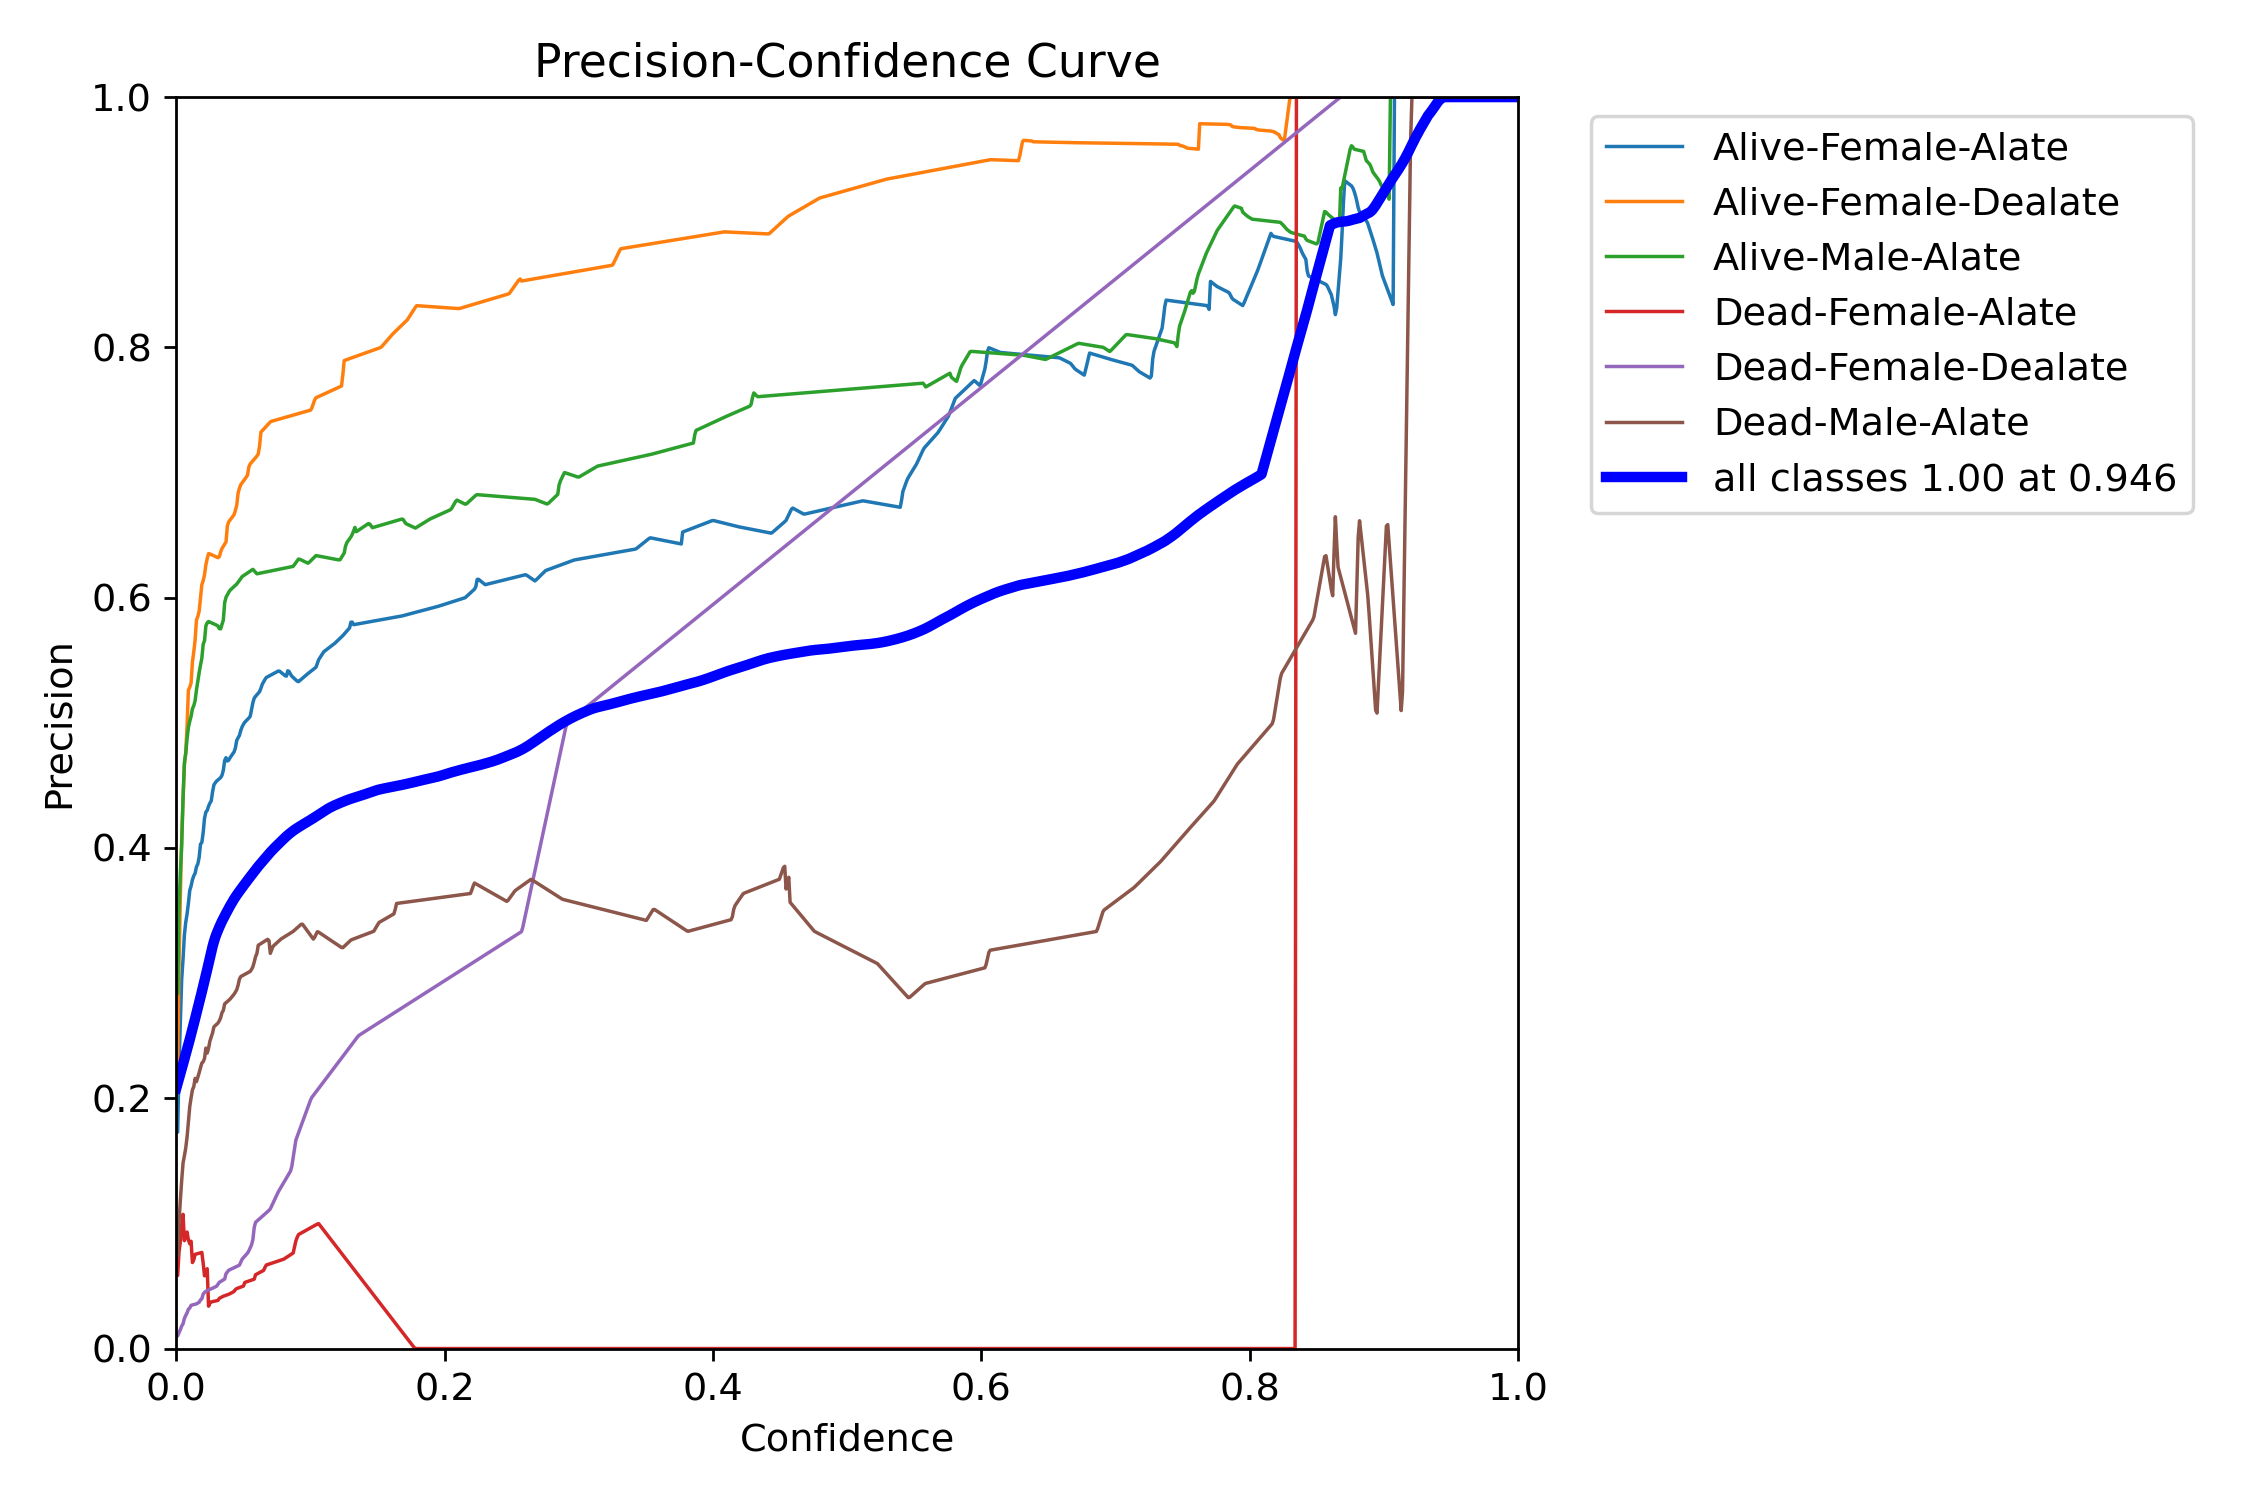 Precision-Confidence Curve
1.0
0.8
0.6
0.4
0.2
0.0
Precision
0.0 0.2 0.4 0.6 0.8 1.0
Confidence
Alive-Female-Alate
Alive-Female-Dealate
Alive-Male-Alate
Dead-Female-Alate
Dead-Female-Dealate
Dead-Male-Alate
all classes 1.00 at 0.946